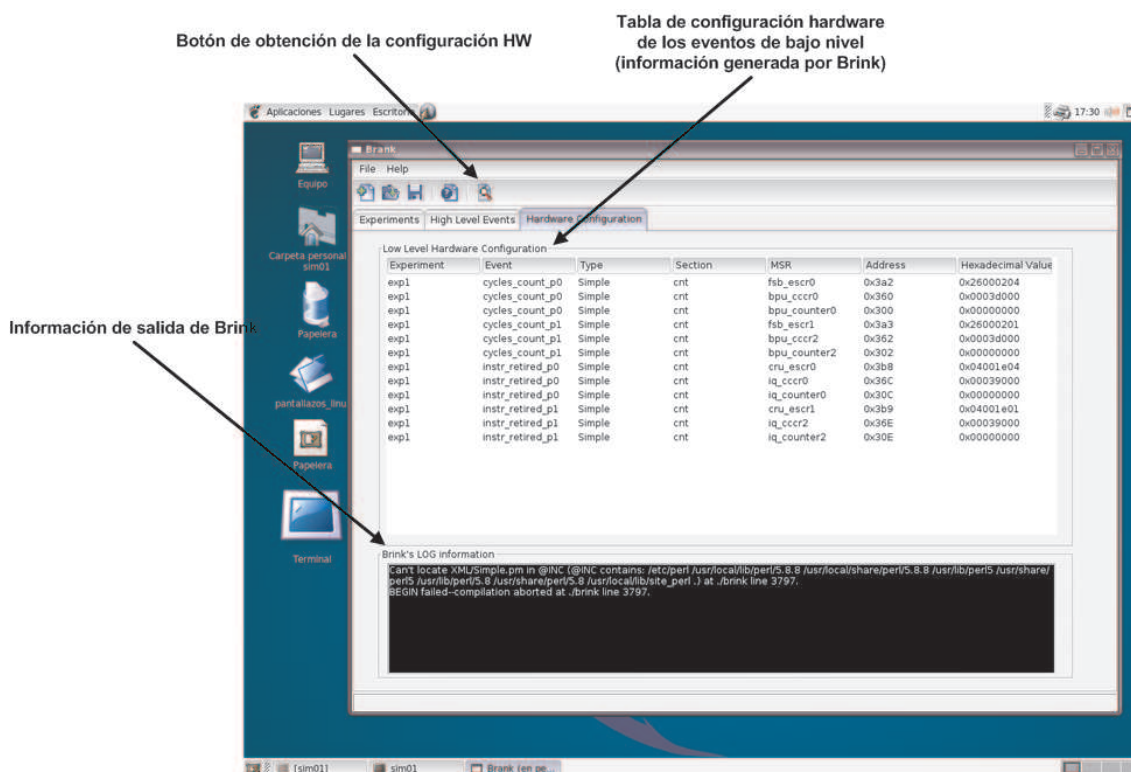 Botón de obtención de la configuración HW
Tabla de configuración hardware
de los eventos de bajo nivel
(información generada por Brink)
Información de salida de Brink
Aplicaciones Lugares Escritorio
17:30
Equipo
Carpeta personal
sim01
Papelera
pantallazos_linu
Papelera
Terminal
Brank
File Help
Experiments High Level Events Hardware Configuration
Low Level Hardware Configuration
Experiment Event Type Section MSR Address Hexadecimal Value
exp1 cycles_count_p0 Simple cnt fsb_escr0 0x3a2 0x26000204
exp1 cycles_count_p0 Simple cnt bpu_cccr0 0x360 0x0003d000
exp1 cycles_count_p0 Simple cnt bpu_counter0 0x300 0x00000000
exp1 cycles_count_p1 Simple cnt fsb_escr1 0x3a3 0x26000201
exp1 cycles_count_p1 Simple cnt bpu_cccr2 0x362 0x0003d000
exp1 cycles_count_p1 Simple cnt bpu_counter2 0x302 0x00000000
exp1 instr_retired_p0 Simple cnt cru_escr0 0x3b8 0x04001e04
exp1 instr_retired_p0 Simple cnt iq_cccr0 0x36C 0x00039000
exp1 instr_retired_p0 Simple cnt iq_counter0 0x30C 0x00000000
exp1 instr_retired_p1 Simple cnt cru_escr1 0x3b9 0x04001e01
exp1 instr_retired_p1 Simple cnt iq_cccr2 0x36E 0x00039000
exp1 instr_retired_p1 Simple cnt iq_counter2 0x30E 0x00000000
Brink's LOG information
Can't locate XML/Simple.pm in @INC (@INC contains: /etc/perl /usr/local/lib/perl/5.8.8 /usr/local/share/perl/5.8.8 /usr/lib/perl5 /usr/share/
perl5 /usr/lib/perl/5.8 /usr/share/perl/5.8 /usr/local/lib/site_perl .) at ./brink line 3797.
BEGIN failed--compilation aborted at ./brink line 3797.
[sim01] sim01 Brank (en pe...